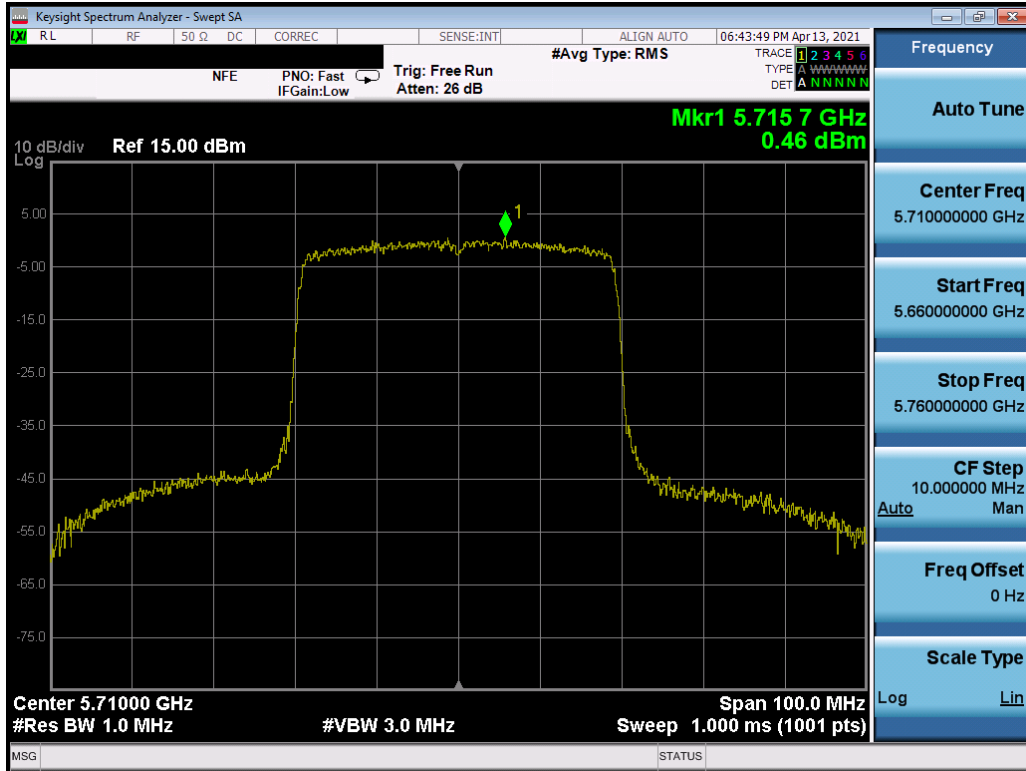 Keysight Spectrum Analyzer - Swept SA
LXI RL RF 50 Ω DC CORREC SENSE:INT ALIGN AUTO 06:43:49 PM Apr 13, 2021
#Avg Type: RMS TRACE 1 2 3 4 5 6
NFE PNO: Fast Trig: Free Run TYPE A WWWWW
IFGain:Low Atten: 26 dB DET A N N N N N
Mkr1 5.715 7 GHz
0.46 dBm
10 dB/div Ref 15.00 dBm
Log
1
5.00
-5.00
-15.0
-25.0
-35.0
-45.0
-55.0
-65.0
-75.0
Center 5.71000 GHz Span 100.0 MHz
#Res BW 1.0 MHz #VBW 3.0 MHz Sweep 1.000 ms (1001 pts)
MSG STATUS
Frequency
Auto Tune
Center Freq
5.710000000 GHz
Start Freq
5.660000000 GHz
Stop Freq
5.760000000 GHz
CF Step
10.000000 MHz
Auto Man
Freq Offset
0 Hz
Scale Type
Log Lin